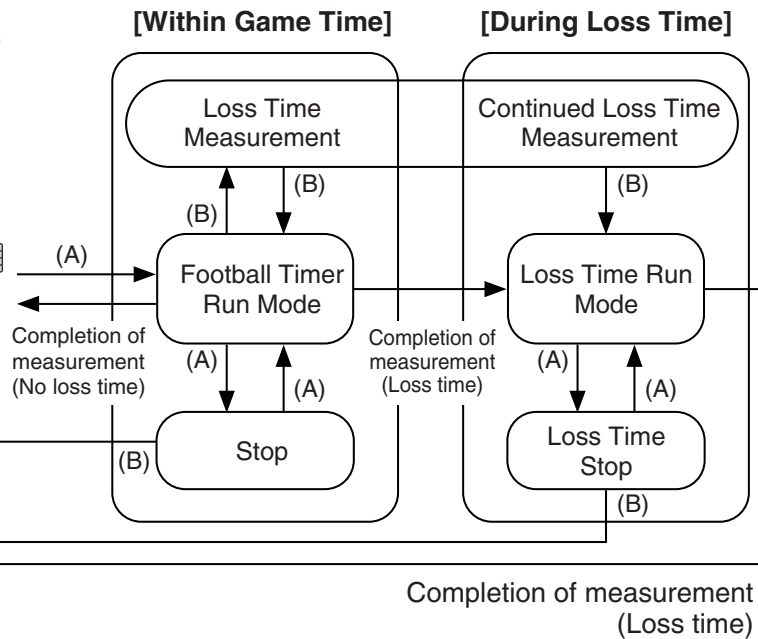 [Within Game Time]
[During Loss Time]
Loss Time
Measurement
Continued Loss Time
Measurement
(B)
(B)
(B)
(A)
Football Timer
Run Mode
Loss Time Run
Mode
Completion of
measurement
(No loss time)
Completion of
measurement
(Loss time)
(A)
(A)
(A)
(A)
Stop
(B)
Loss Time
Stop
(B)
Completion of measurement
(Loss time)